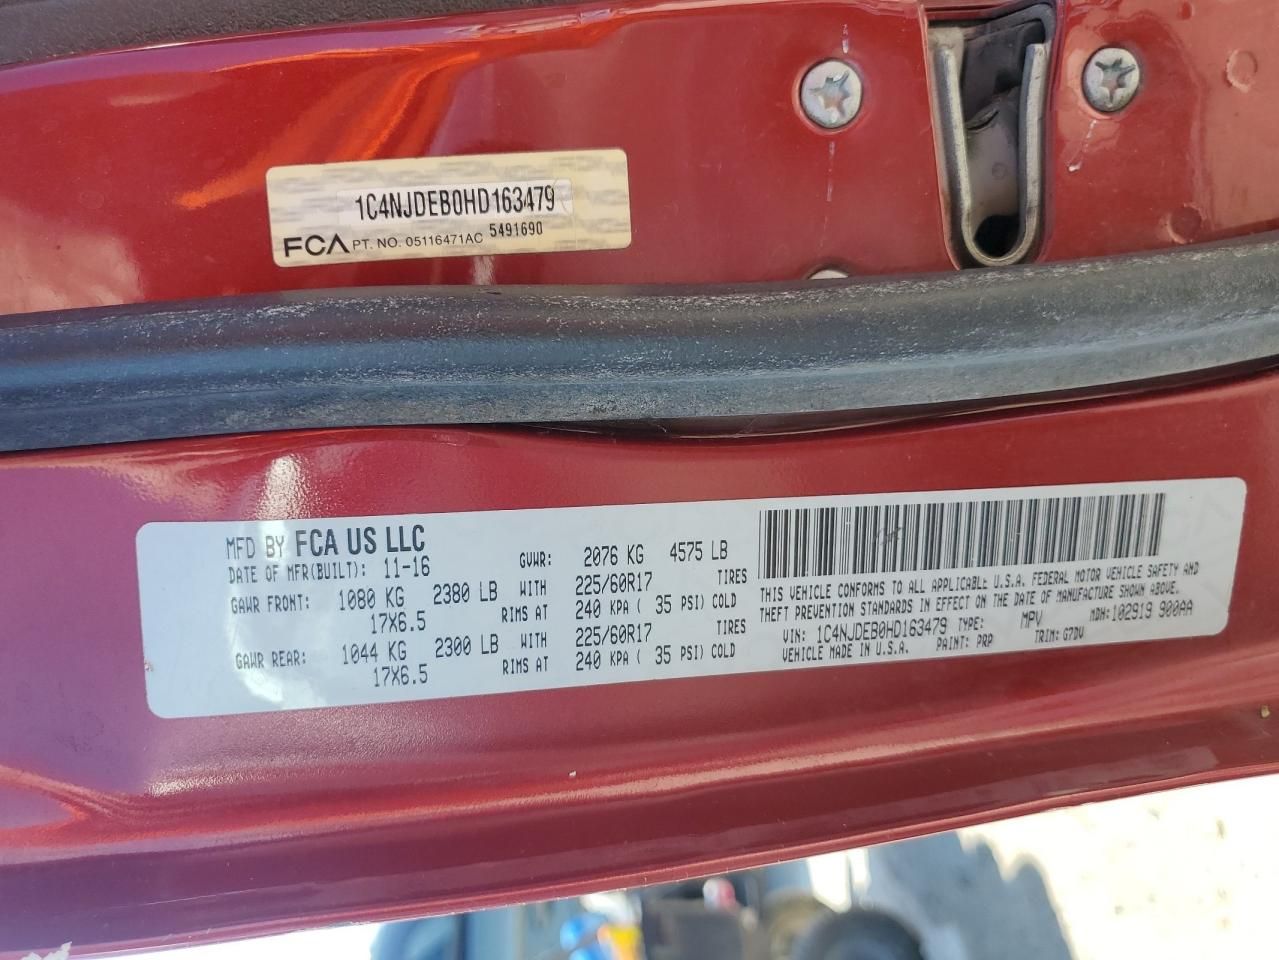 1C4NJDEB0HD163479
FCA PT. NO. 05116471AC 5491690
MFD BY FCA US LLC
DATE OF MFR(BUILT): 11-16 GVWR: 2076 KG 4575 LB
GAWR FRONT: 1080 KG 2380 LB WITH 225/60R17 TIRES
17X6.5 RIMS AT 240 KPA ( 35 PSI) COLD
GAWR REAR: 1044 KG 2300 LB WITH 225/60R17 TIRES
17X6.5 RIMS AT 240 KPA ( 35 PSI) COLD
THIS VEHICLE CONFORMS TO ALL APPLICABLE U.S.A. FEDERAL MOTOR VEHICLE SAFETY AND
THEFT PREVENTION STANDARDS IN EFFECT ON THE DATE OF MANUFACTURE SHOWN ABOVE.
VIN: 1C4NJDEB0HD163479 TYPE: MPV MDH: 102919 900AA
VEHICLE MADE IN U.S.A. PAINT: PRP TRIM: G7DV